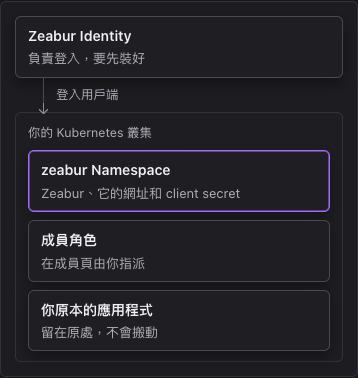 Zeabur Identity
負責登入，要先裝好
登入用戶端
你的 Kubernetes 叢集
zeabur Namespace
Zeabur、它的網址和 client secret
成員角色
在成員頁由你指派
你原本的應用程式
留在原處，不會搬動